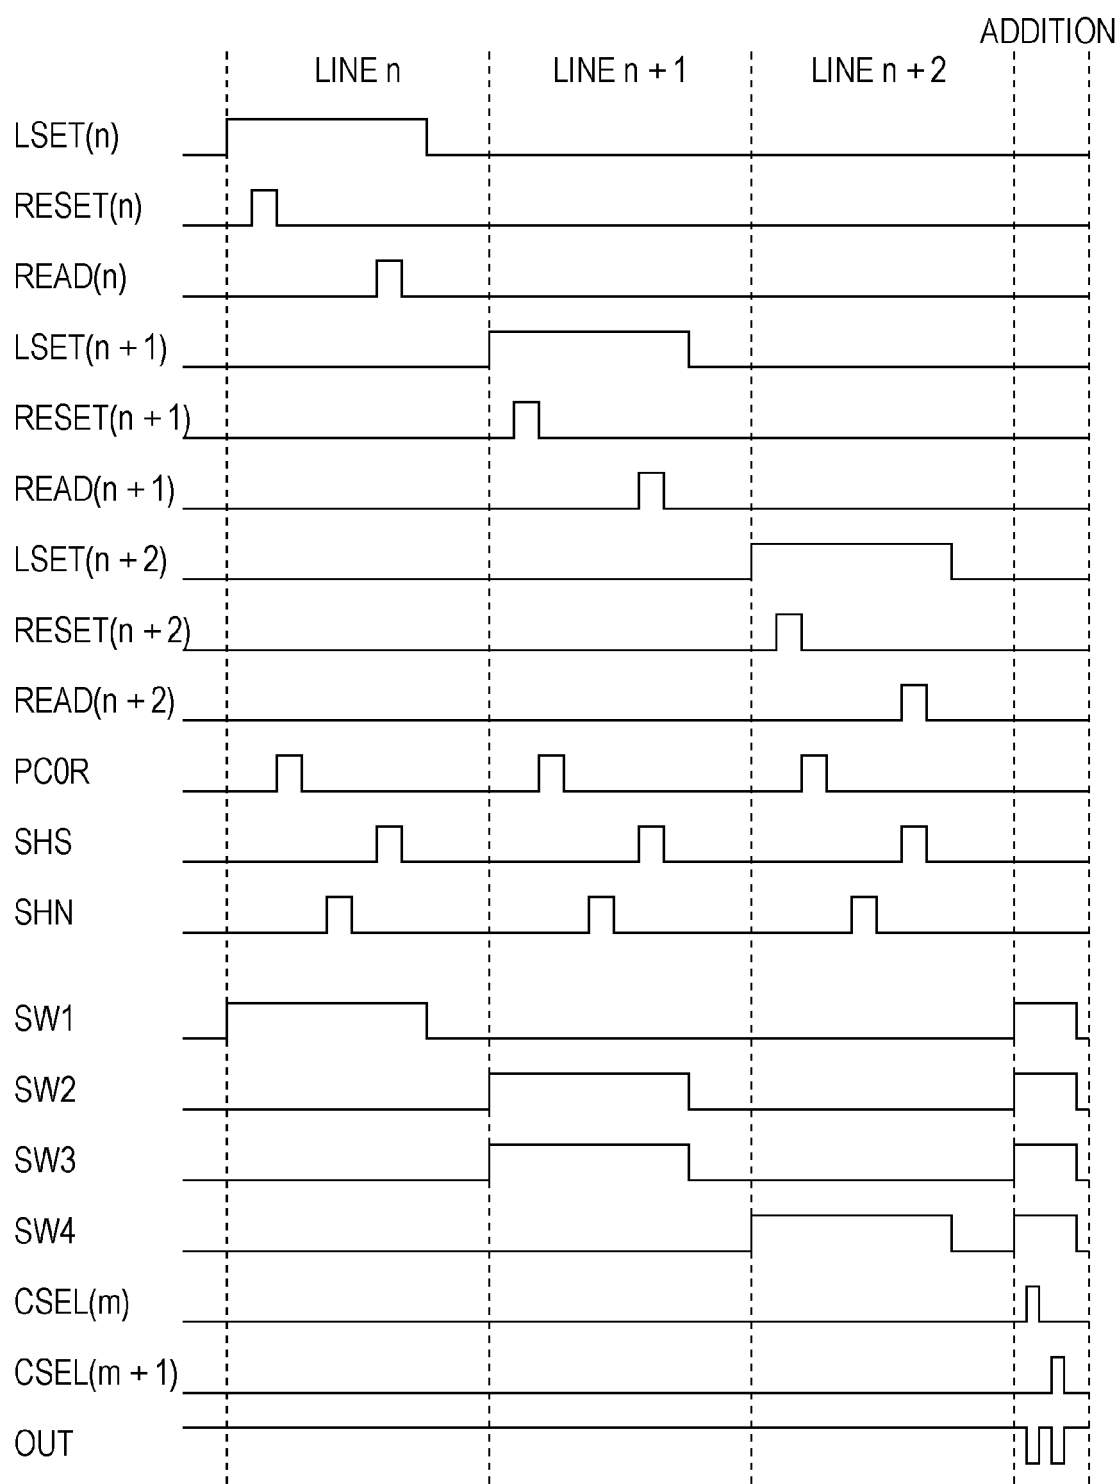 ADDITION
LINE n LINE n + 1 LINE n + 2
LSET(n)
RESET(n)
READ(n)
LSET(n + 1)
RESET(n + 1)
READ(n + 1)
LSET(n + 2)
RESET(n + 2)
READ(n + 2)
PC0R
SHS
SHN
SW1
SW2
SW3
SW4
CSEL(m)
CSEL(m + 1)
OUT